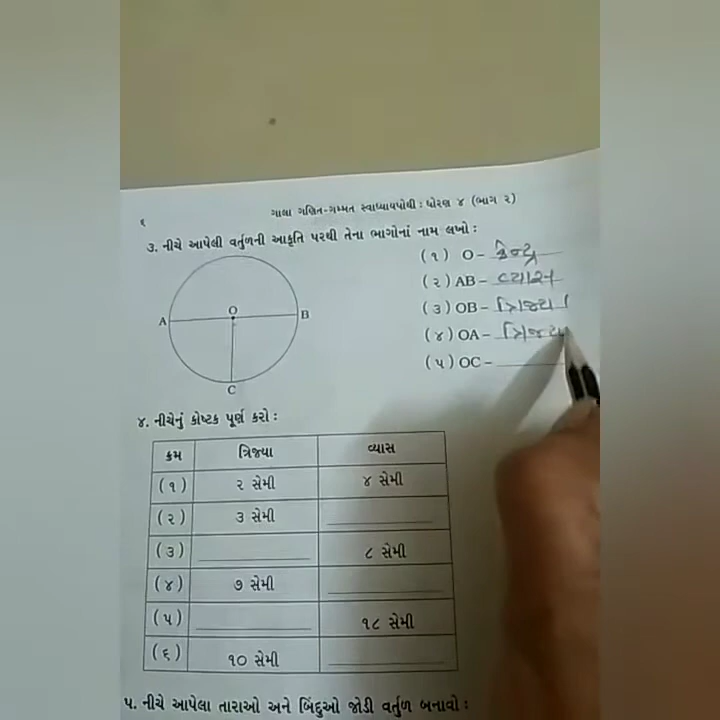 ગાલા ગણિત-ગમ્મત સ્વાધ્યાયપોથી : ધોરણ ૪ (ભાગ ૨)
૬
૩. નીચે આપેલી વર્તુળની આકૃતિ પરથી તેના ભાગોનાં નામ લખો :
(૧) O – કેન્દ્ર
(૨) AB – વ્યાસ
(૩) OB – ત્રિજ્યા
(૪) OA – ત્રિજ્યા
(૫) OC –
O
A
B
C
૪. નીચેનું કોષ્ટક પૂર્ણ કરો :
ક્રમ ત્રિજ્યા વ્યાસ
(૧) ૨ સેમી ૪ સેમી
(૨) ૩ સેમી
(૩) ૮ સેમી
(૪) ૭ સેમી
(૫) ૧૮ સેમી
(૬) ૧૦ સેમી
૫. નીચે આપેલા તારાઓ અને બિંદુઓ જોડી વર્તુળ બનાવો :